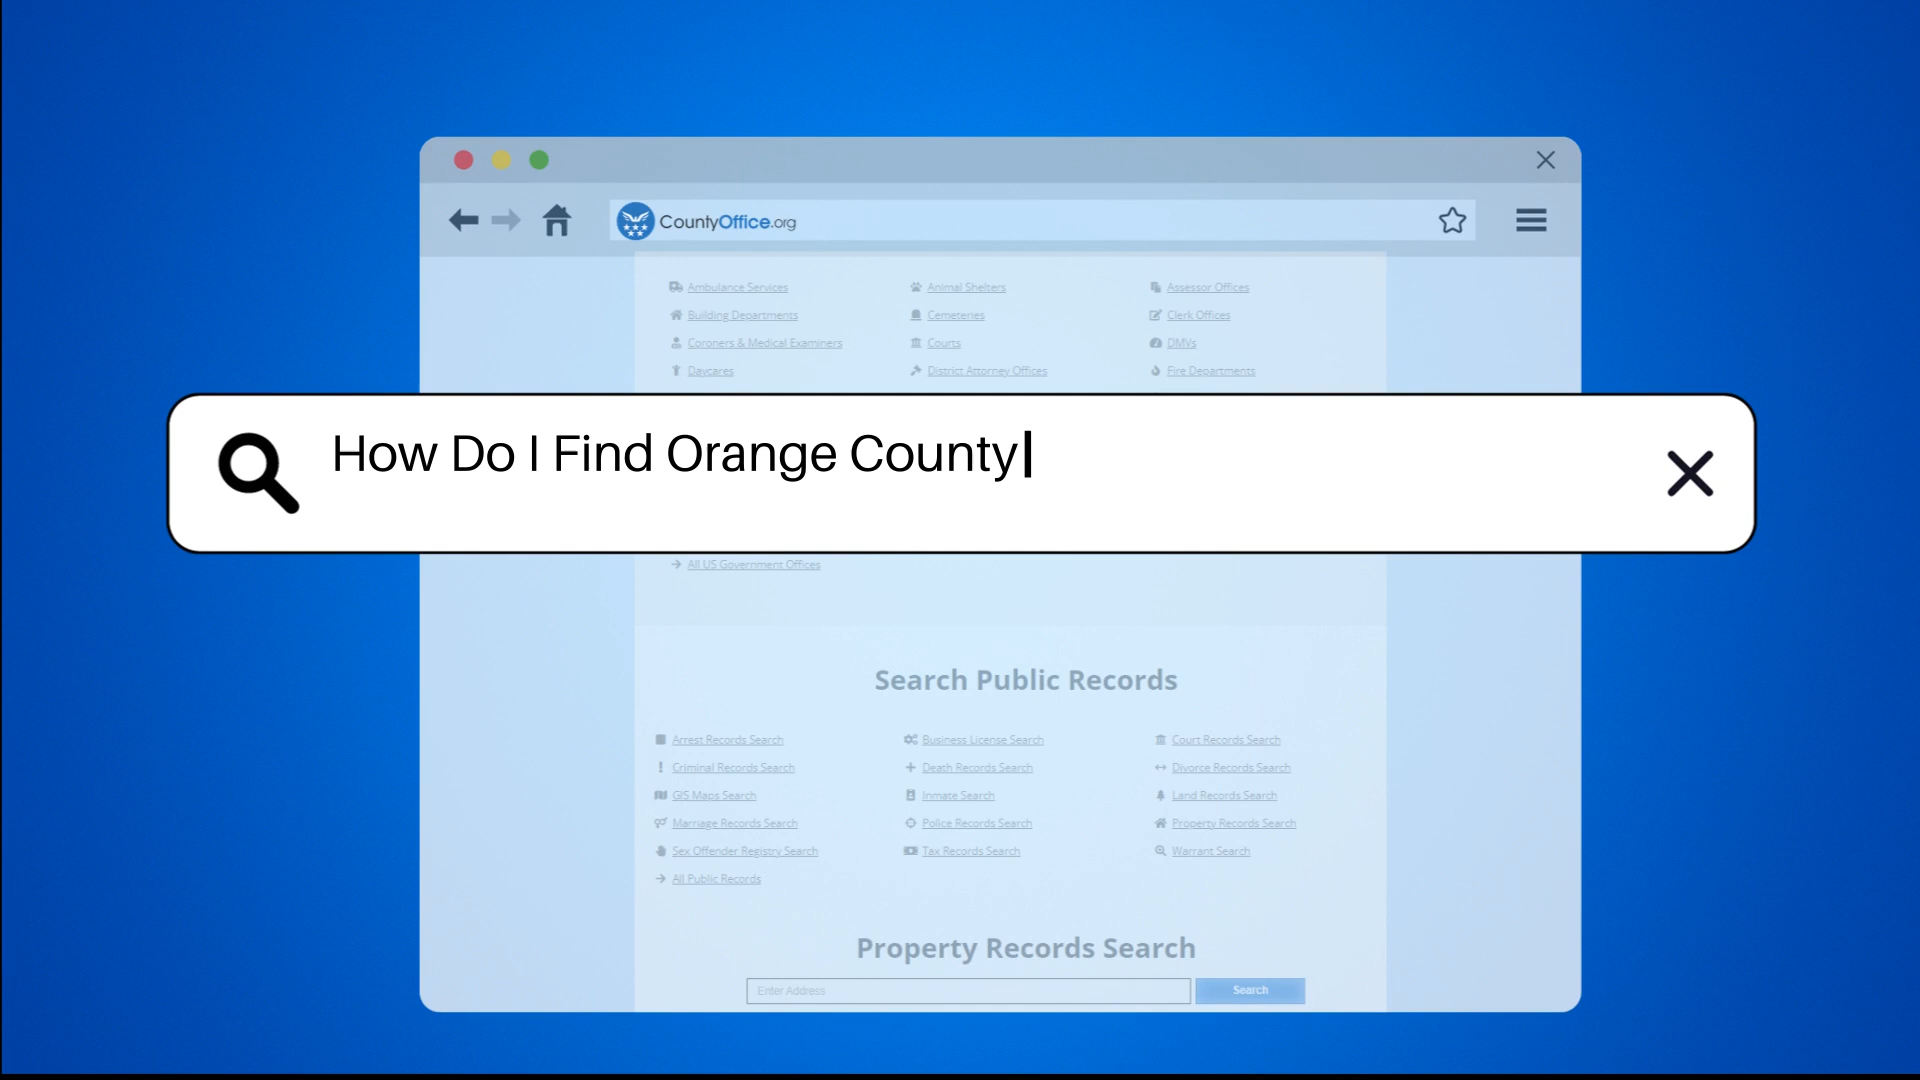 CountyOffice.org
Ambulance Services Animal Shelters Assessor Offices
Building Departments Cemeteries Clerk Offices
Coroners & Medical Examiners Courts DMVs
Daycares District Attorney Offices Fire Departments
How Do I Find Orange County
All US Government Offices
Search Public Records
Arrest Records Search Business License Search Court Records Search
Criminal Records Search Death Records Search Divorce Records Search
GIS Maps Search Inmate Search Land Records Search
Marriage Records Search Police Records Search Property Records Search
Sex Offender Registry Search Tax Records Search Warrant Search
All Public Records
Property Records Search
Enter Address Search